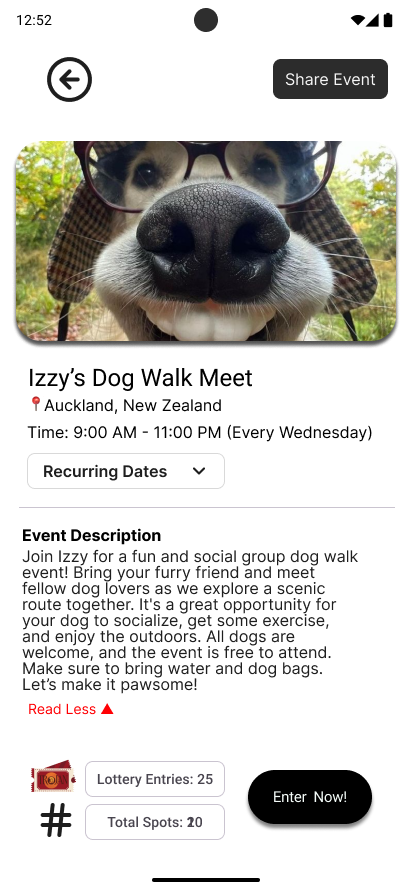 12:52
Share Event
Izzy’s Dog Walk Meet
Auckland, New Zealand
Time: 9:00 AM - 11:00 PM (Every Wednesday)
Recurring Dates
Event Description
Join Izzy for a fun and social group dog walk
event! Bring your furry friend and meet
fellow dog lovers as we explore a scenic
route together. It's a great opportunity for
your dog to socialize, get some exercise,
and enjoy the outdoors. All dogs are
welcome, and the event is free to attend.
Make sure to bring water and dog bags.
Let’s make it pawsome!
Read Less ▲
Lottery Entries: 25
Enter Now!
#
Total Spots: